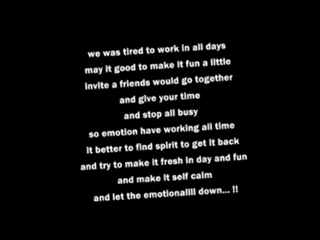 we was tired to work in all days
may it good to make it fun a little
invite a friends would go together
and give your time
and stop all busy
so emotion have working all time
it better to find spirit to get it back
and try to make it fresh in day and fun
and make it self calm
and let the emotionallll down... !!